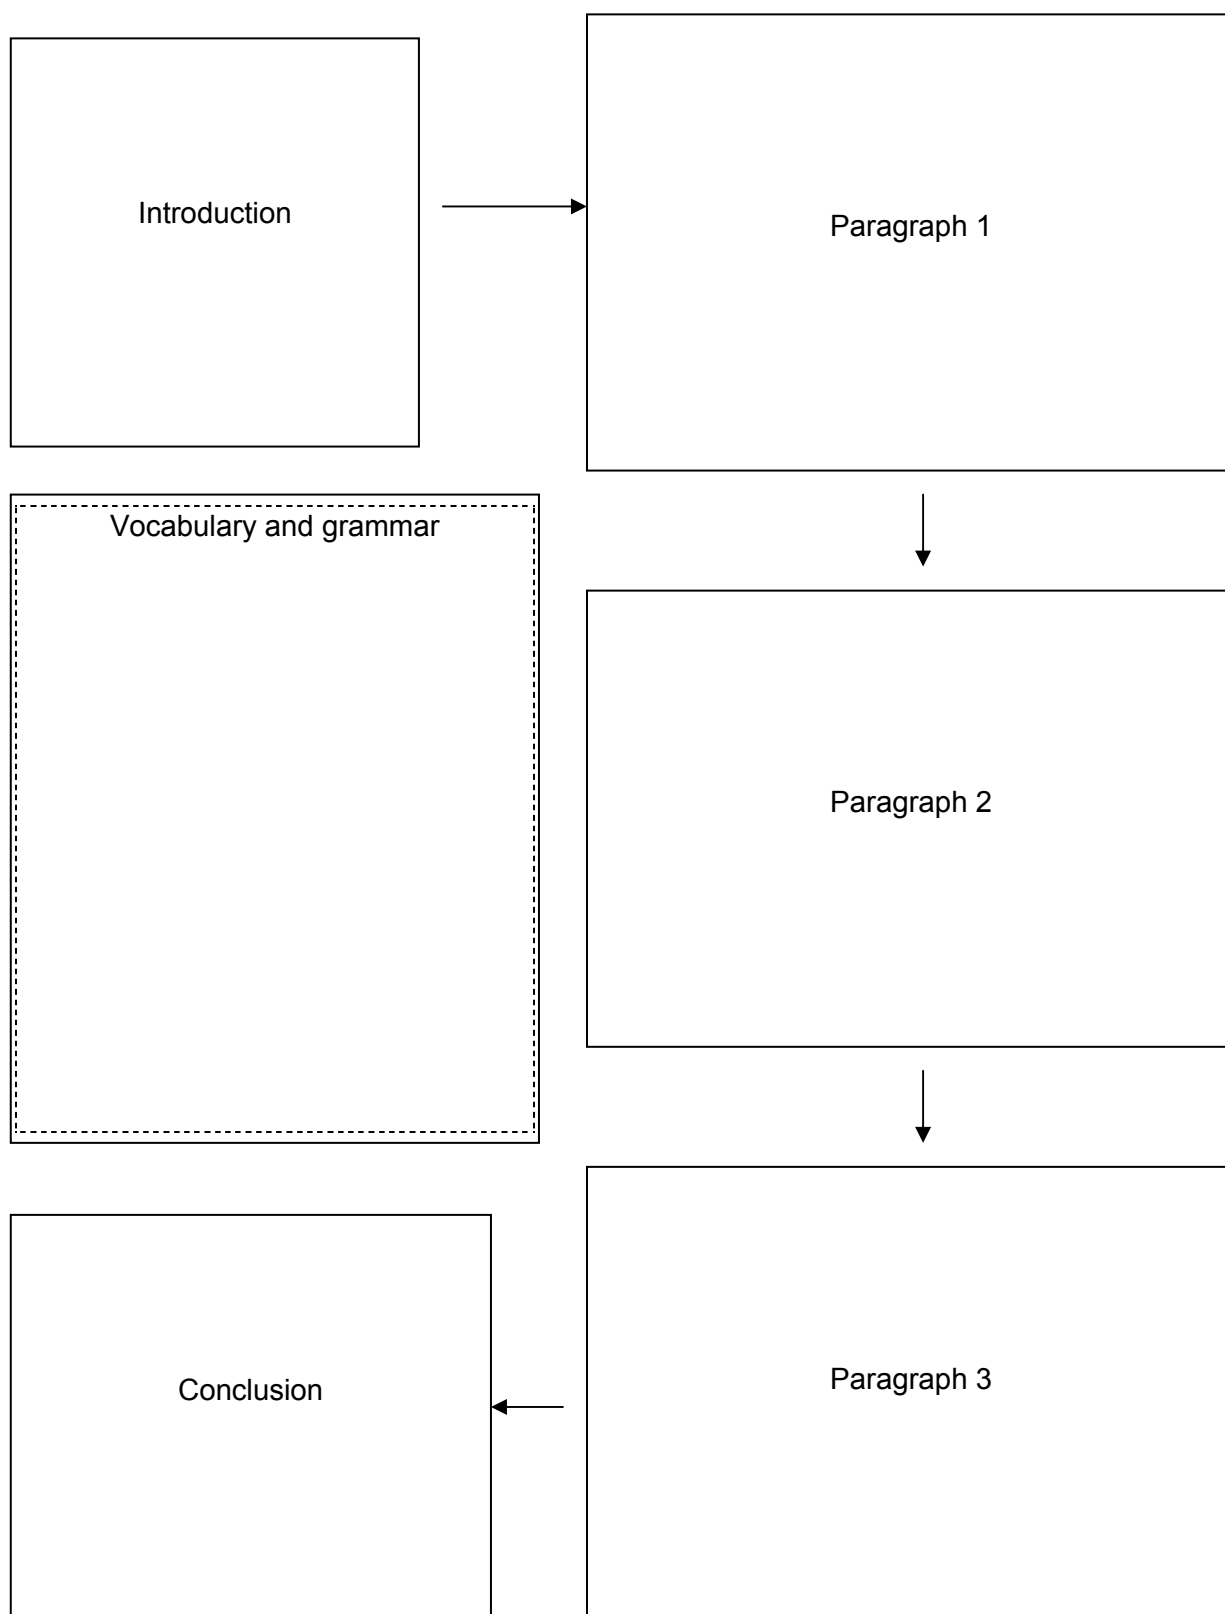 Introduction
Paragraph 1
Vocabulary and grammar
Paragraph 2
Paragraph 3
Conclusion